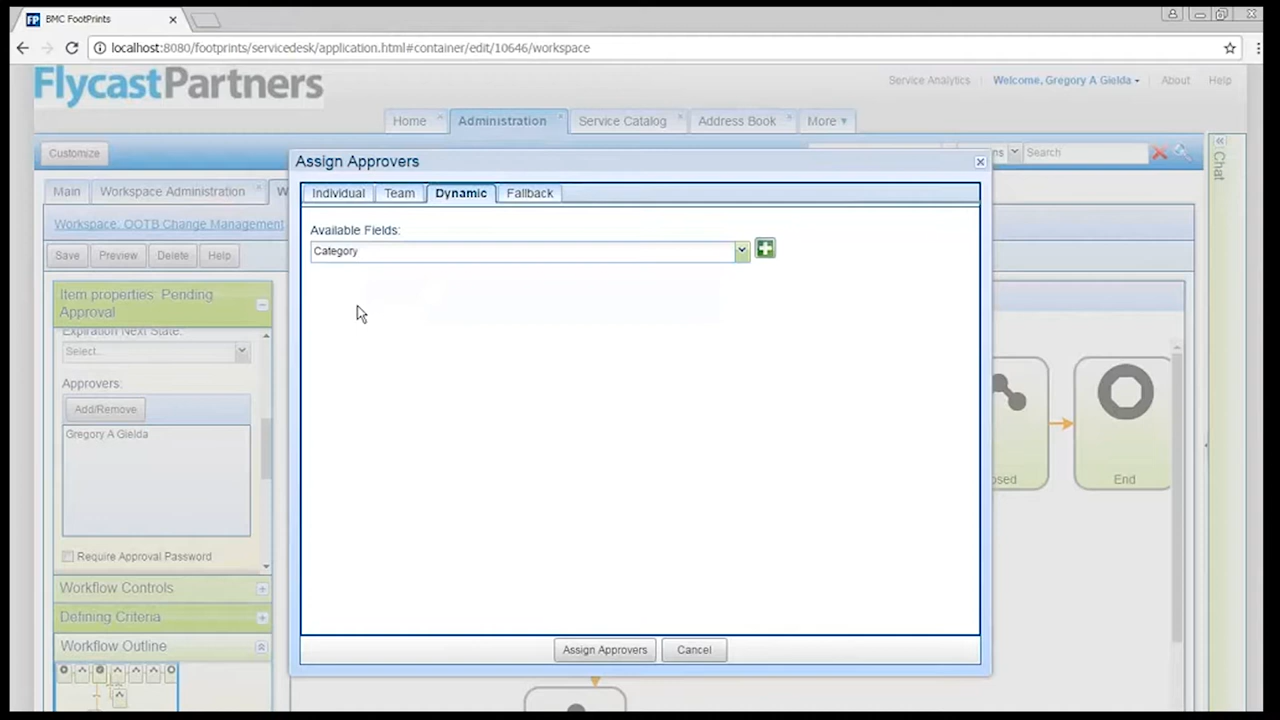 BMC FootPrints
localhost:8080/footprints/servicedesk/application.html#container/edit/10646/workspace
FlycastPartners
Service Analytics
Welcome, Gregory A Gielda
About
Help
Home
Administration
Service Catalog
Address Book
More
Customize
Search
Chat
Main
Workspace Administration
Workspace: OOTB Change Management
Save
Preview
Delete
Help
Item properties: Pending
Approval
Expiration Next State:
Select...
Approvers:
Add/Remove
Gregory A Gielda
Require Approval Password
Workflow Controls
Defining Criteria
Workflow Outline
Assign Approvers
Individual
Team
Dynamic
Fallback
Available Fields:
Category
Assign Approvers
Cancel
End